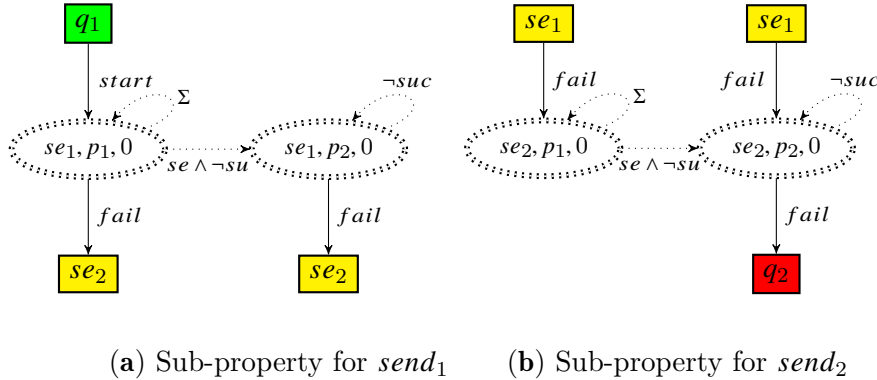 q₁ se₁ se₁
start Σ ¬suc fail Σ fail ¬suc
se₁, p₁, 0 se ∧ ¬su se₁, p₂, 0 se₂, p₁, 0 se ∧ ¬su se₂, p₂, 0
fail fail fail
se₂ se₂ q₂
(a) Sub-property for send₁ (b) Sub-property for send₂